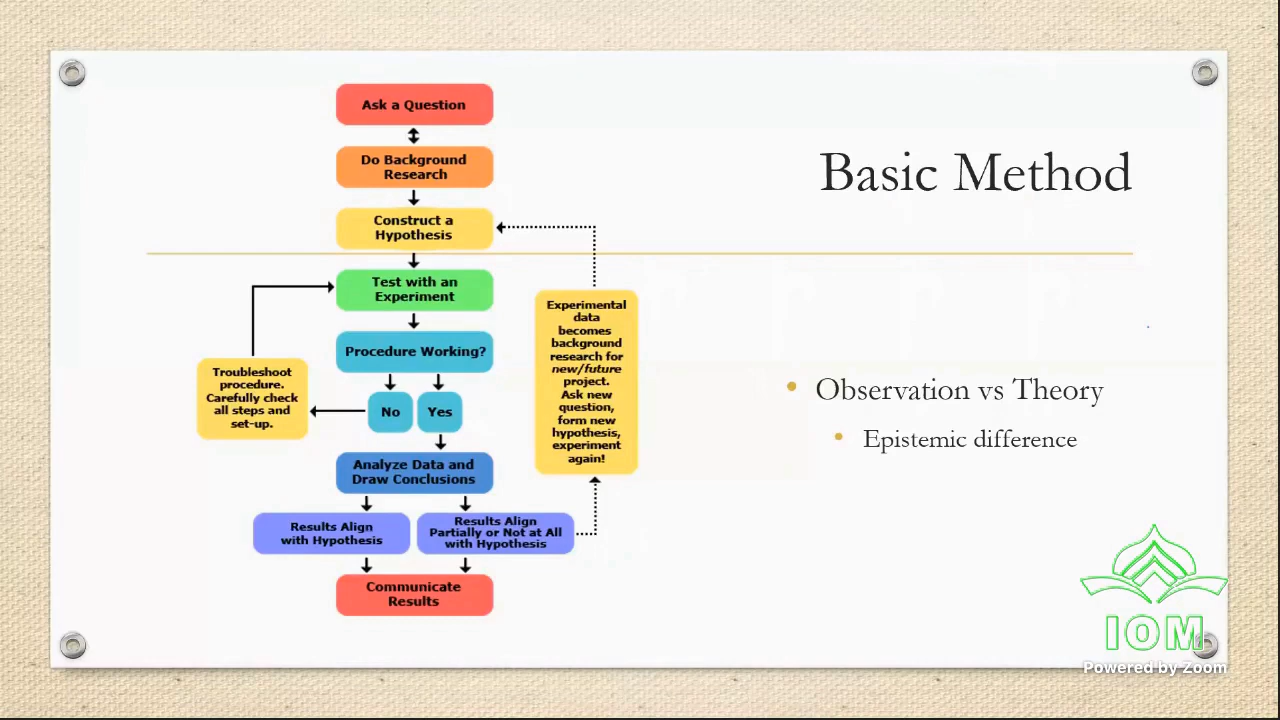 Basic Method
Ask a Question
Do Background
Research
Construct a
Hypothesis
Test with an
Experiment
Procedure Working?
No
Yes
Troubleshoot
procedure.
Carefully check
all steps and
set-up.
Analyze Data and
Draw Conclusions
Results Align
with Hypothesis
Results Align
Partially or Not at All
with Hypothesis
Communicate
Results
Experimental
data
becomes
background
research for
new/future
project.
Ask new
question,
form new
hypothesis,
experiment
again!
Observation vs Theory
Epistemic difference
IOM
Powered by Zoom